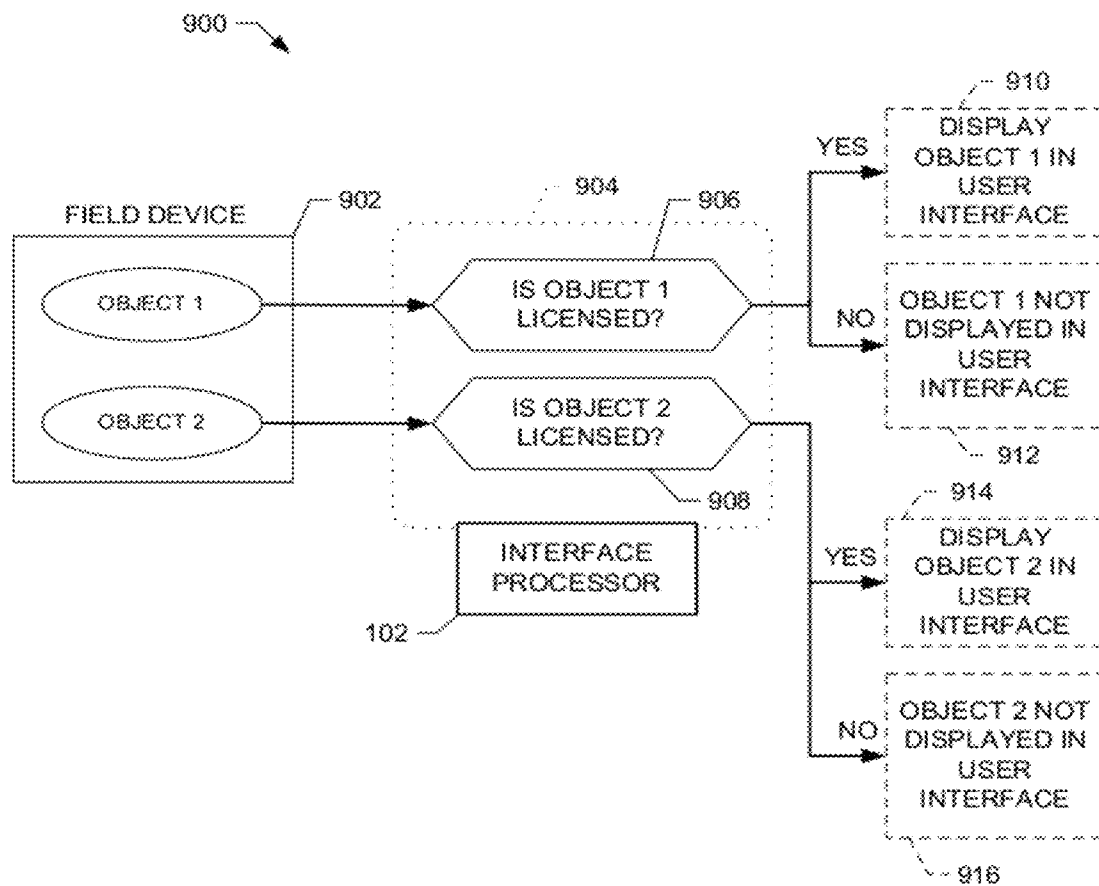 900
FIELD DEVICE
902
OBJECT 1
OBJECT 2
904
906
IS OBJECT 1
LICENSED?
IS OBJECT 2
LICENSED?
908
INTERFACE
PROCESSOR
102
910
YES
DISPLAY
OBJECT 1 IN
USER
INTERFACE
NO
OBJECT 1 NOT
DISPLAYED IN
USER
INTERFACE
912
914
YES
DISPLAY
OBJECT 2 IN
USER
INTERFACE
NO
OBJECT 2 NOT
DISPLAYED IN
USER
INTERFACE
916